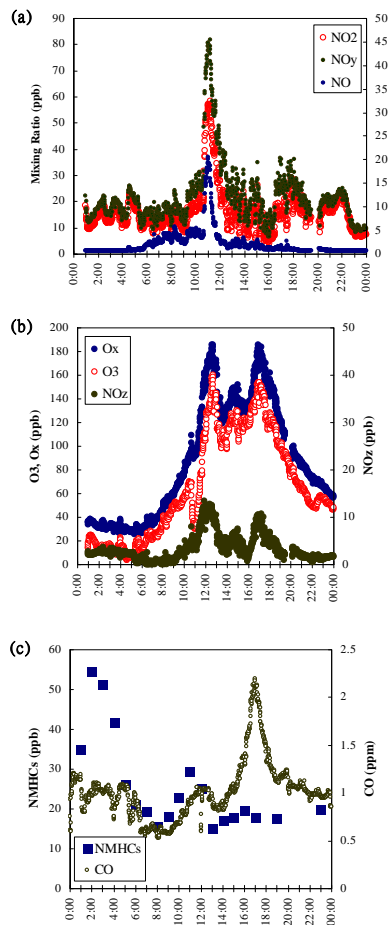 (a)
90
80
70
60
50
40
30
20
10
0
Mixing Ratio (ppb)
50
45
40
35
30
25
20
15
10
5
0
NO2
NOy
NO
0:00 2:00 4:00 6:00 8:00 10:00 12:00 14:00 16:00 18:00 20:00 22:00 00:00
(b)
200
180
160
140
120
100
80
60
40
20
0
O3, Ox (ppb)
50
40
30
20
10
0
NOz (ppb)
Ox
O3
NOz
0:00 2:00 4:00 6:00 8:00 10:00 12:00 14:00 16:00 18:00 20:00 22:00 00:00
(c)
60
50
40
30
20
10
0
NMHCs (ppb)
2.5
2
1.5
1
0.5
0
CO (ppm)
NMHCs
CO
0:00 2:00 4:00 6:00 8:00 10:00 12:00 14:00 16:00 18:00 20:00 22:00 0:00